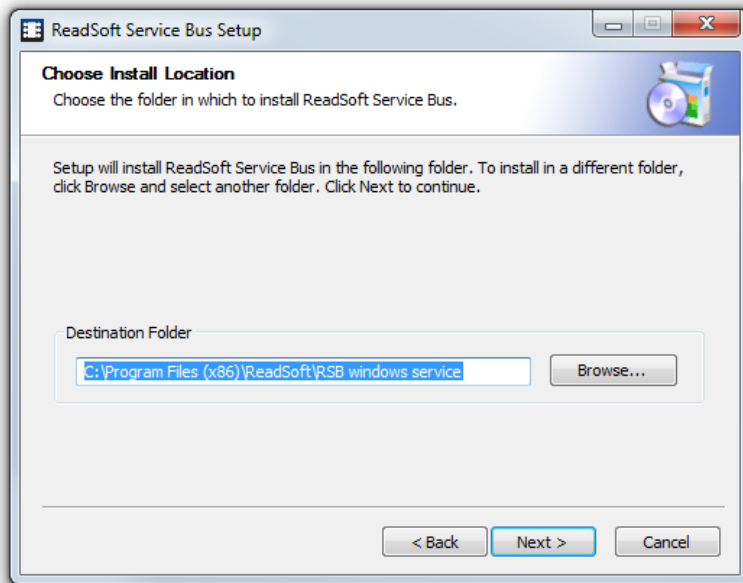 ReadSoft Service Bus Setup
Choose Install Location
Choose the folder in which to install ReadSoft Service Bus.
Setup will install ReadSoft Service Bus in the following folder. To install in a different folder,
click Browse and select another folder. Click Next to continue.
Destination Folder
C:\Program Files (x86)\ReadSoft\RSB windows service
Browse...
< Back
Next >
Cancel